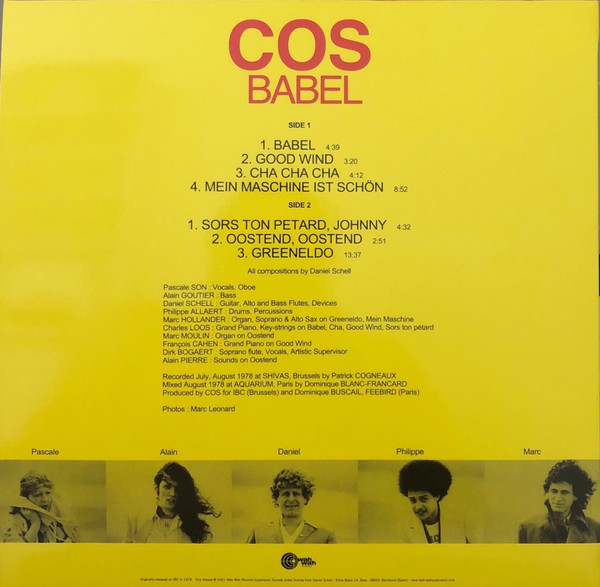 COS
BABEL
SIDE 1
1. BABEL 4:39
2. GOOD WIND 3:20
3. CHA CHA CHA 4:12
4. MEIN MASCHINE IST SCHÖN 8:52
SIDE 2
1. SORS TON PETARD, JOHNNY 4:32
2. OOSTEND, OOSTEND 2:51
3. GREENELDO 13:37
All compositions by Daniel Schell
Pascale SON : Vocals, Oboe
Alain GOUTIER : Bass
Daniel SCHELL : Guitar, Alto and Bass Flutes, Devices
Philippe ALLAERT : Drums, Percussions
Marc HOLLANDER : Organ, Soprano & Alto Sax on Greeneldo, Mein Maschine
Charles LOOS : Grand Piano, Key-strings on Babel, Cha, Good Wind, Sors ton pétard
Marc MOULIN : Organ on Oostend
François CAHEN : Grand Piano on Good Wind
Dirk BOGAERT : Soprano flute, Vocals, Artistic Supervisor
Alain PIERRE : Sounds on Oostend
Recorded July, August 1978 at SHIVAS, Brussels by Patrick COGNEAUX
Mixed August 1978 at AQUARIUM, Paris by Dominique BLANC-FRANCARD
Produced by COS for IBC (Brussels) and Dominique BUSCAIL, FEEBIRD (Paris)
Photos : Marc Leonard
Pascale Alain Daniel Philippe Marc
wah wah
Originally released on IBC in 1978.